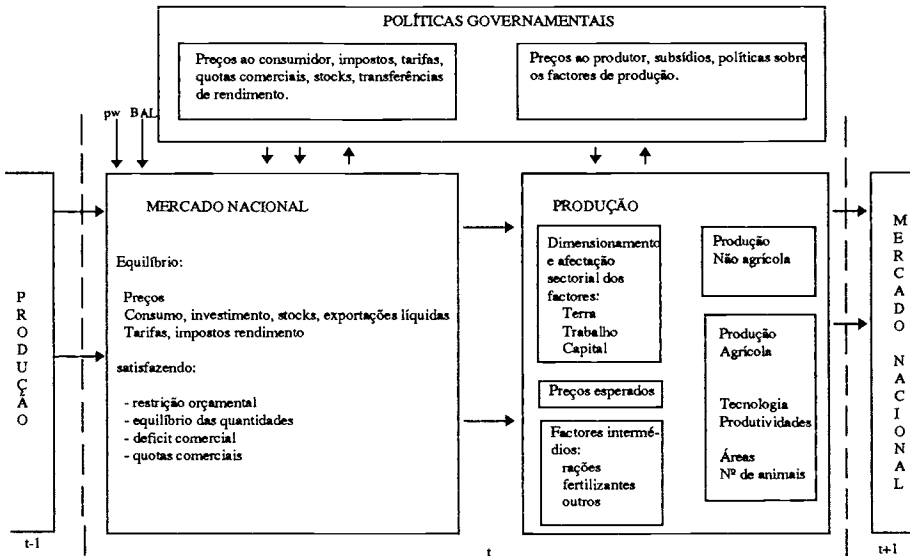 POLÍTICAS GOVERNAMENTAIS
Preços ao consumidor, impostos, tarifas,
quotas comerciais, stocks, transferências
de rendimento.
Preços ao produtor, subsídios, políticas sobre
os factores de produção.
pw BAL
PRODUÇÃO
t-1
MERCADO NACIONAL
Equilíbrio:
Preços
Consumo, investimento, stocks, exportações líquidas
Tarifas, impostos rendimento
satisfazendo:
- restrição orçamental
- equilíbrio das quantidades
- deficit comercial
- quotas comerciais
PRODUÇÃO
Dimensionamento
e afectação
sectorial dos
factores:
Terra
Trabalho
Capital
Preços esperados
Factores intermé-
dios:
rações
fertilizantes
outros
Produção
Não agrícola
Produção
Agrícola
Tecnologia
Produtividades
Áreas
Nº de animais
t
MERCADO NACIONAL
t+1